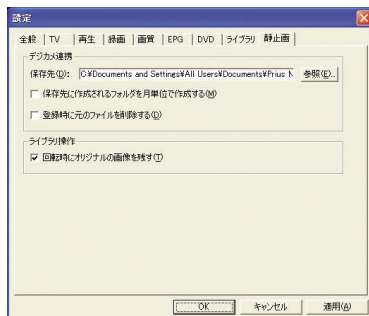 設定
全般 | TV | 再生 | 録画 | 画質 | EPG | DVD | ライブラリ 静止画
デジカメ連携
保存先(D): C:¥Documents and Settings¥All Users¥Documents¥Prius N 参照(E)...
保存先に作成されるフォルダを月単位で作成する(M)
登録時に元のファイルを削除する(D)
ライブラリ操作
回転時にオリジナルの画像を残す(T)
OK キャンセル 適用(A)